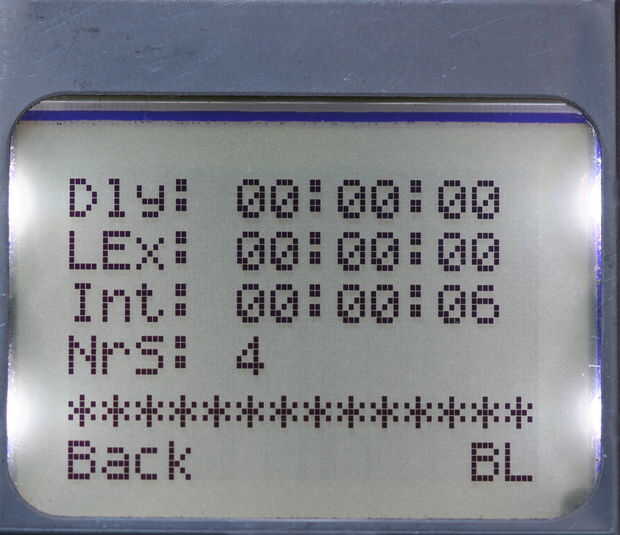 Dly: 00:00:00
LEx: 00:00:00
Int: 00:00:06
NrS: 4
**************
Back BL